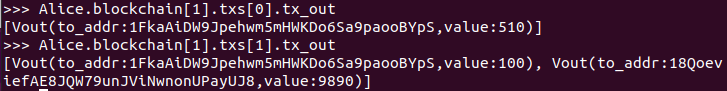 >>> Alice.blockchain[1].txs[0].tx_out
[Vout(to_addr:1FkaAiDW9Jpehwm5mHWKDo6Sa9paooBYpS,value:510)]
>>> Alice.blockchain[1].txs[1].tx_out
[Vout(to_addr:1FkaAiDW9Jpehwm5mHWKDo6Sa9paooBYpS,value:100), Vout(to_addr:18Qoev
iefAE8JQW79unJViNwnonUPayUJ8,value:9890)]